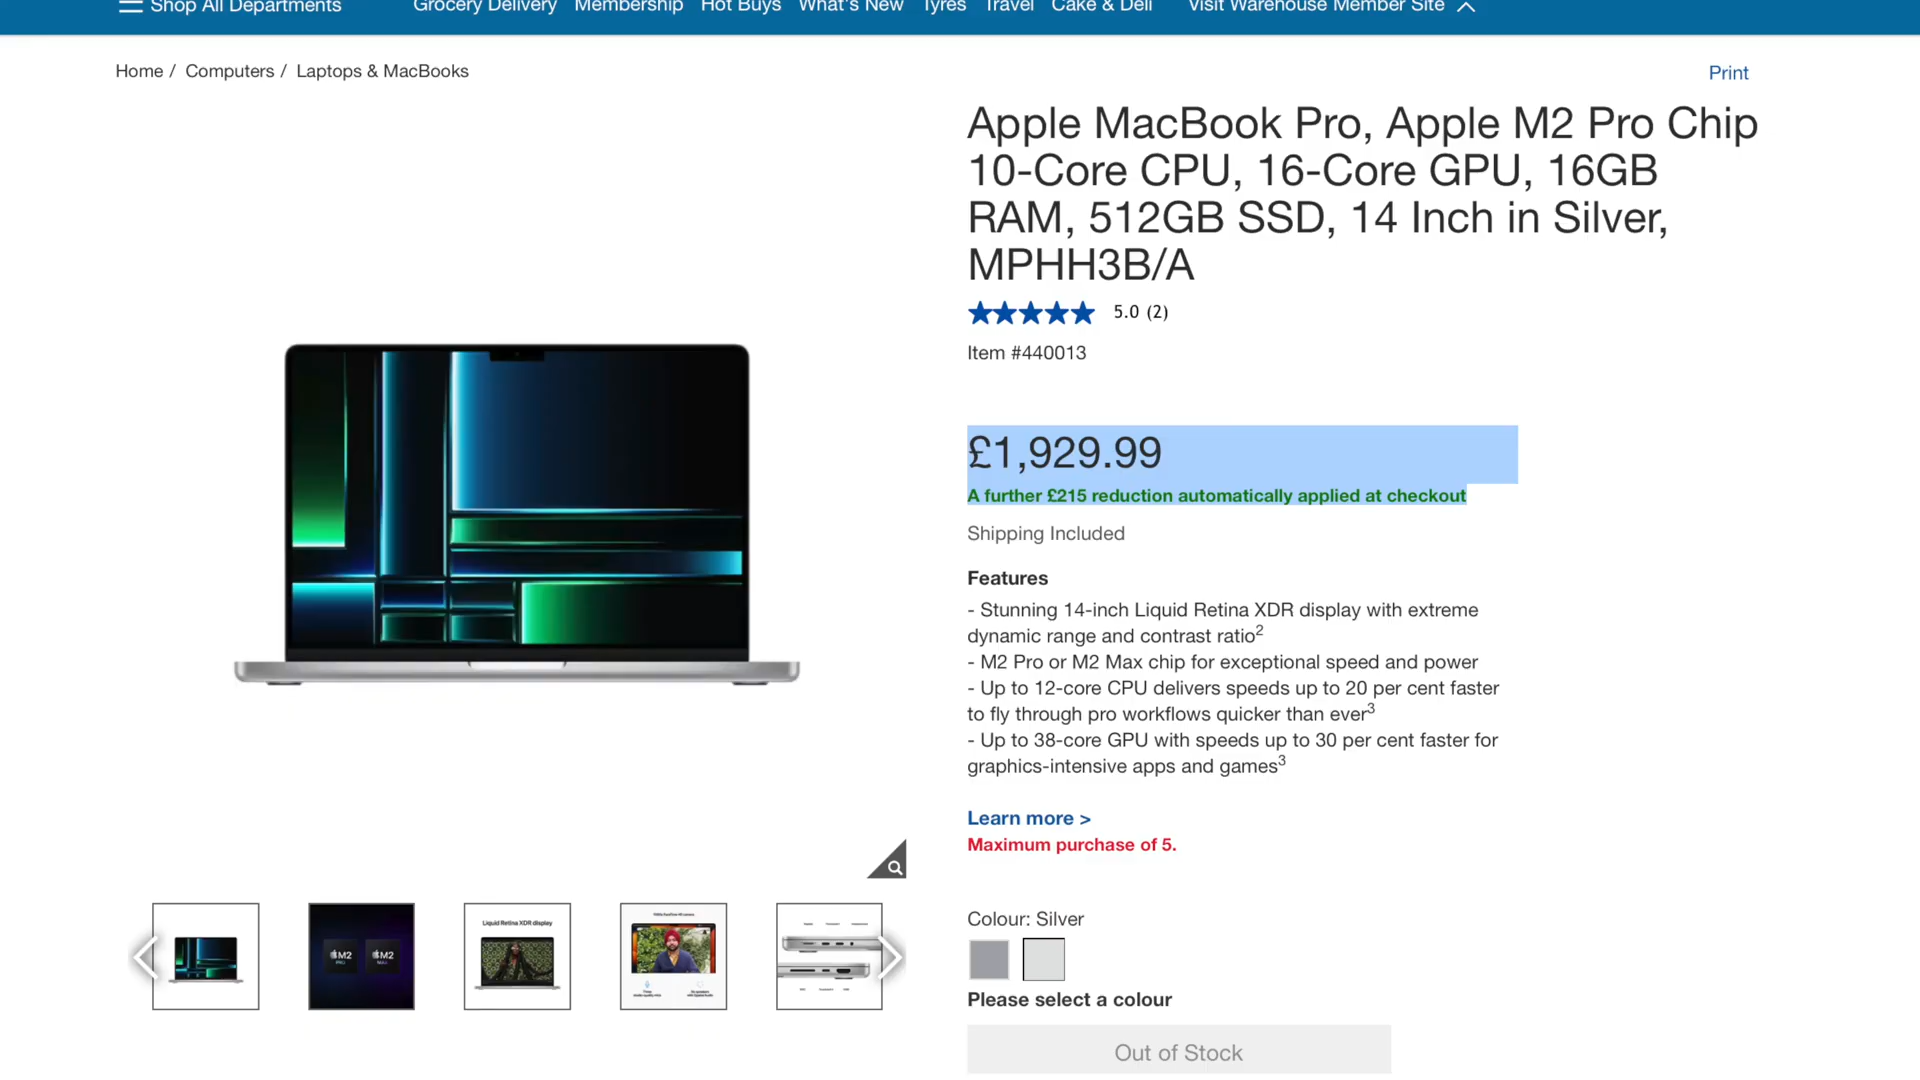 Shop All Departments
Grocery Delivery Membership Hot Buys What's New Tyres Travel Cake & Deli Visit Warehouse Member Site
Home / Computers / Laptops & MacBooks
Print
Apple MacBook Pro, Apple M2 Pro Chip
10-Core CPU, 16-Core GPU, 16GB
RAM, 512GB SSD, 14 Inch in Silver,
MPHH3B/A
5.0 (2)
Item #440013
£1,929.99
A further £215 reduction automatically applied at checkout
Shipping Included
Features
- Stunning 14-inch Liquid Retina XDR display with extreme
dynamic range and contrast ratio²
- M2 Pro or M2 Max chip for exceptional speed and power
- Up to 12-core CPU delivers speeds up to 20 per cent faster
to fly through pro workflows quicker than ever³
- Up to 38-core GPU with speeds up to 30 per cent faster for
graphics-intensive apps and games³
Learn more >
Maximum purchase of 5.
M2
M2
Liquid Retina XDR display
Colour: Silver
Please select a colour
Out of Stock